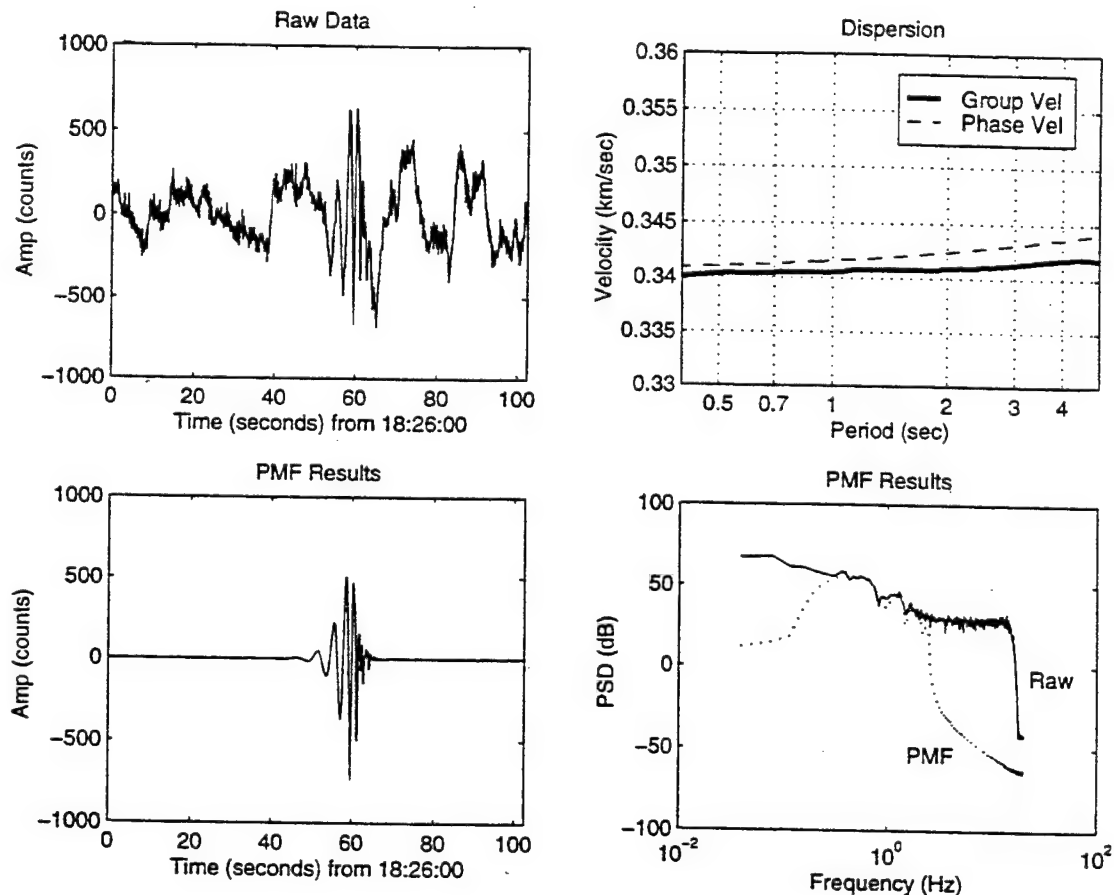 Raw Data
1000
500
0
−500
−1000
Amp (counts)
0 20 40 60 80 100
Time (seconds) from 18:26:00
Dispersion
0.36
0.355
0.35
0.345
0.34
0.335
0.33
Velocity (km/sec)
Group Vel
Phase Vel
0.5 0.7 1 2 3 4
Period (sec)
PMF Results
1000
500
0
−500
−1000
Amp (counts)
0 20 40 60 80 100
Time (seconds) from 18:26:00
PMF Results
100
50
0
−50
−100
PSD (dB)
Raw
PMF
10⁻² 10⁰ 10²
Frequency (Hz)